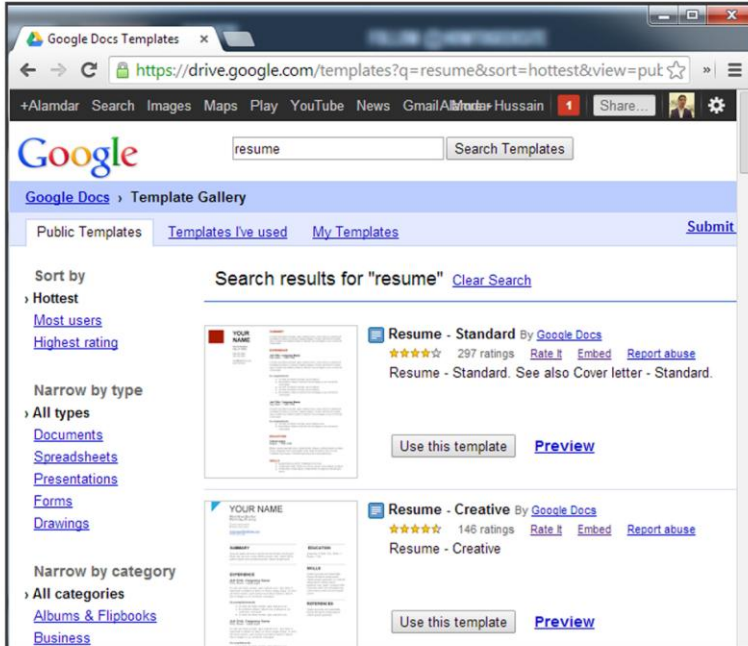 Google Docs Templates
https://drive.google.com/templates?q=resume&sort=hottest&view=put
+Alamdar Search Images Maps Play YouTube News Gmail Hussain 1 Share...
Google resume Search Templates
Google Docs › Template Gallery
Public Templates Templates I've used My Templates Submit
Sort by
› Hottest
Most users
Highest rating
Narrow by type
› All types
Documents
Spreadsheets
Presentations
Forms
Drawings
Narrow by category
› All categories
Albums & Flipbooks
Business
Search results for "resume" Clear Search
YOUR
NAME
Resume - Standard By Google Docs
297 ratings Rate It Embed Report abuse
Resume - Standard. See also Cover letter - Standard.
Use this template Preview
YOUR NAME
Resume - Creative By Google Docs
146 ratings Rate It Embed Report abuse
Resume - Creative
Use this template Preview